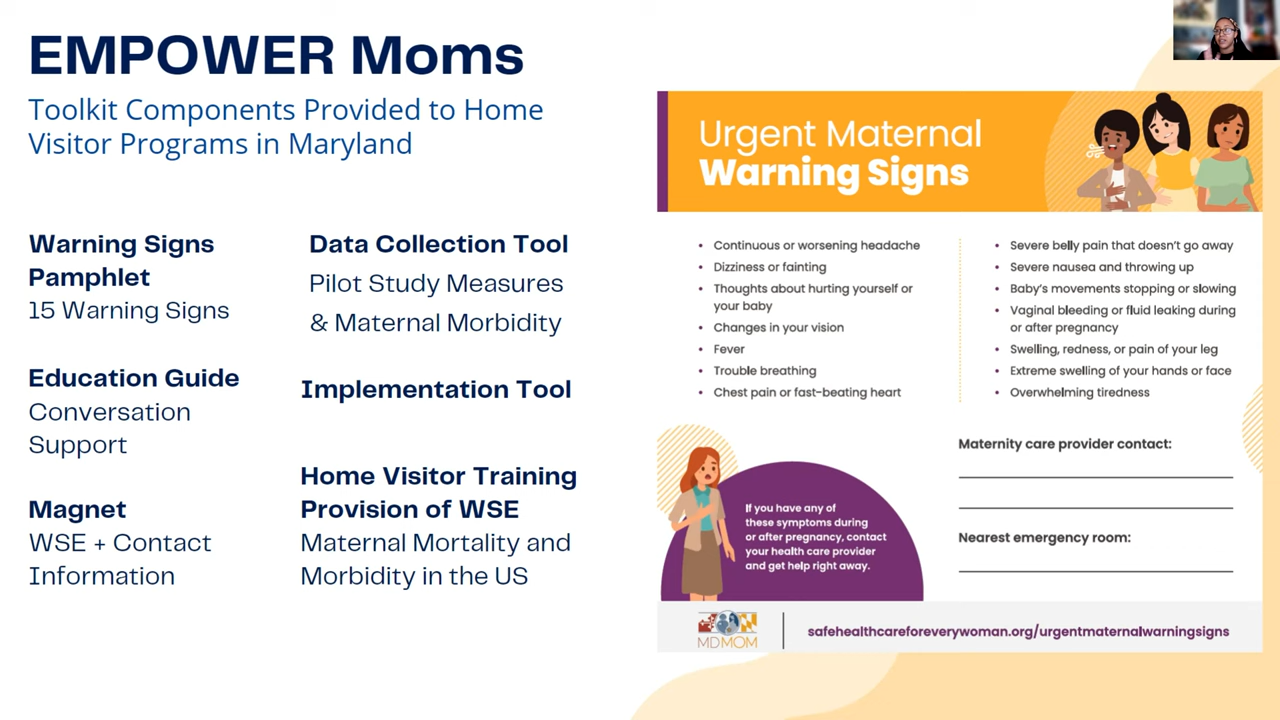 EMPOWER Moms
Toolkit Components Provided to Home
Visitor Programs in Maryland
Warning Signs
Pamphlet
15 Warning Signs
Education Guide
Conversation
Support
Magnet
WSE + Contact
Information
Data Collection Tool
Pilot Study Measures
& Maternal Morbidity
Implementation Tool
Home Visitor Training
Provision of WSE
Maternal Mortality and
Morbidity in the US
Urgent Maternal
Warning Signs
• Continuous or worsening headache
• Dizziness or fainting
• Thoughts about hurting yourself or
your baby
• Changes in your vision
• Fever
• Trouble breathing
• Chest pain or fast-beating heart
• Severe belly pain that doesn't go away
• Severe nausea and throwing up
• Baby's movements stopping or slowing
• Vaginal bleeding or fluid leaking during
or after pregnancy
• Swelling, redness, or pain of your leg
• Extreme swelling of your hands or face
• Overwhelming tiredness
If you have any of
these symptoms during
or after pregnancy, contact
your health care provider
and get help right away.
Maternity care provider contact:
Nearest emergency room:
MDMOM
safehealthcareforeverywoman.org/urgentmaternalwarningsigns